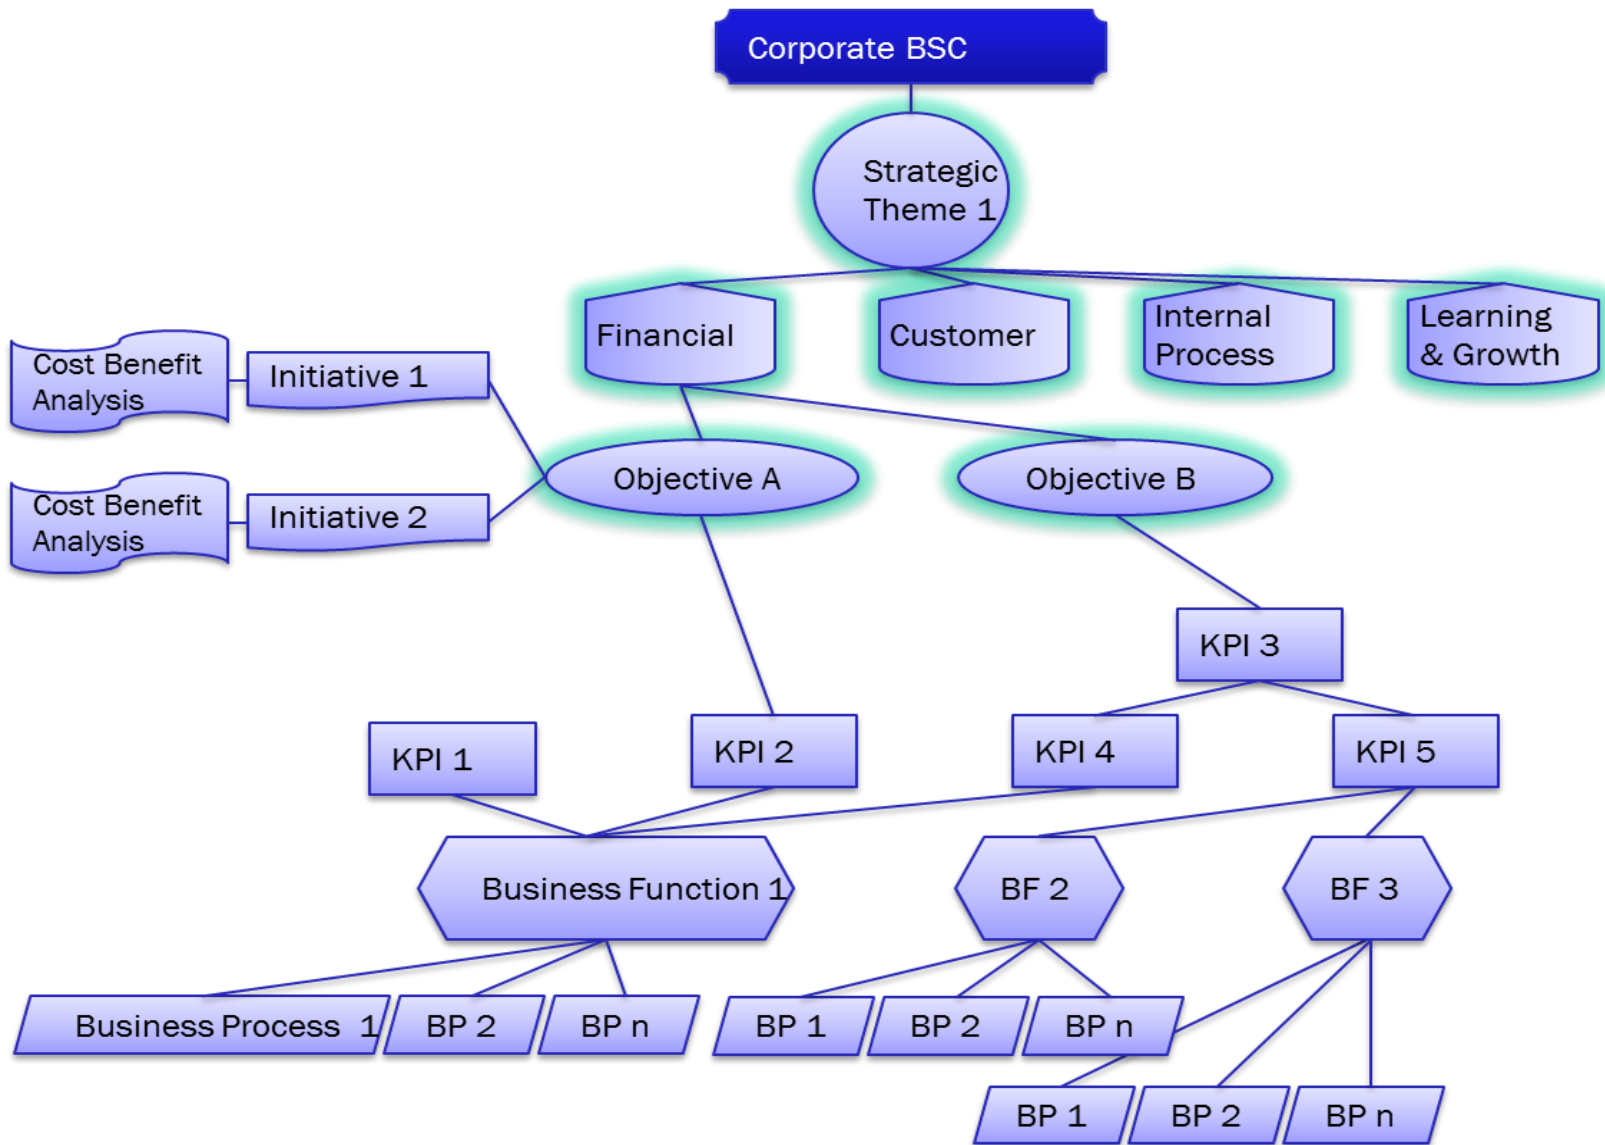 Corporate BSC
Strategic
Theme 1
Financial
Customer
Internal
Process
Learning
& Growth
Cost Benefit
Analysis
Initiative 1
Objective A
Objective B
Cost Benefit
Analysis
Initiative 2
KPI 3
KPI 1
KPI 2
KPI 4
KPI 5
Business Function 1
BF 2
BF 3
Business Process 1
BP 2
BP n
BP 1
BP 2
BP n
BP 1
BP 2
BP n